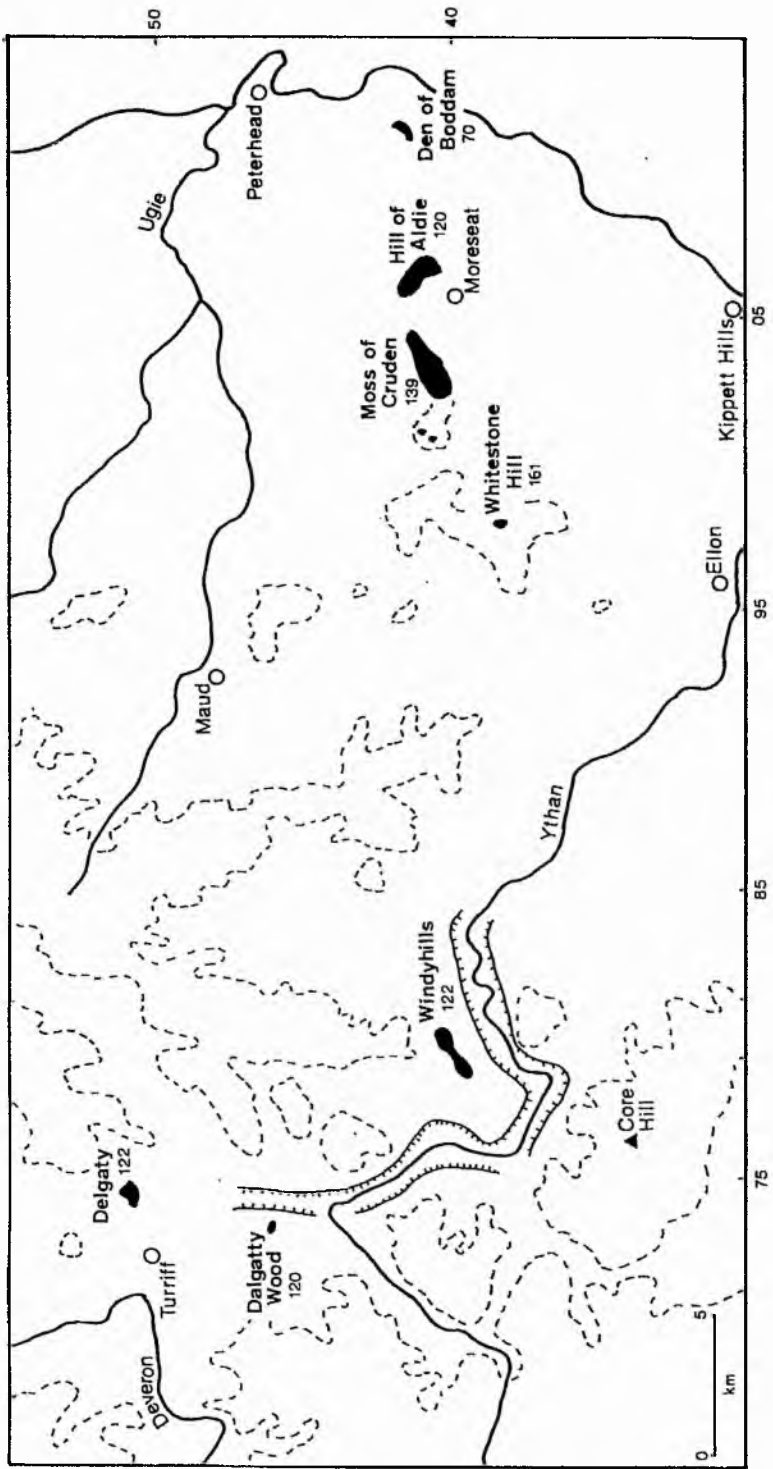 50
40
Ugie
Peterhead
Den of
Boddam
70
Hill of
Aldie
120
Moreseat
Moss of
Cruden
139
Whitestone
Hill
161
Kippett Hills
Ellon
Maud
Ythan
Windyhills
122
Core
Hill
Delgaty
122
Turriff
Dalgatty
Wood
120
Deveron
05
95
85
75
km
0
5